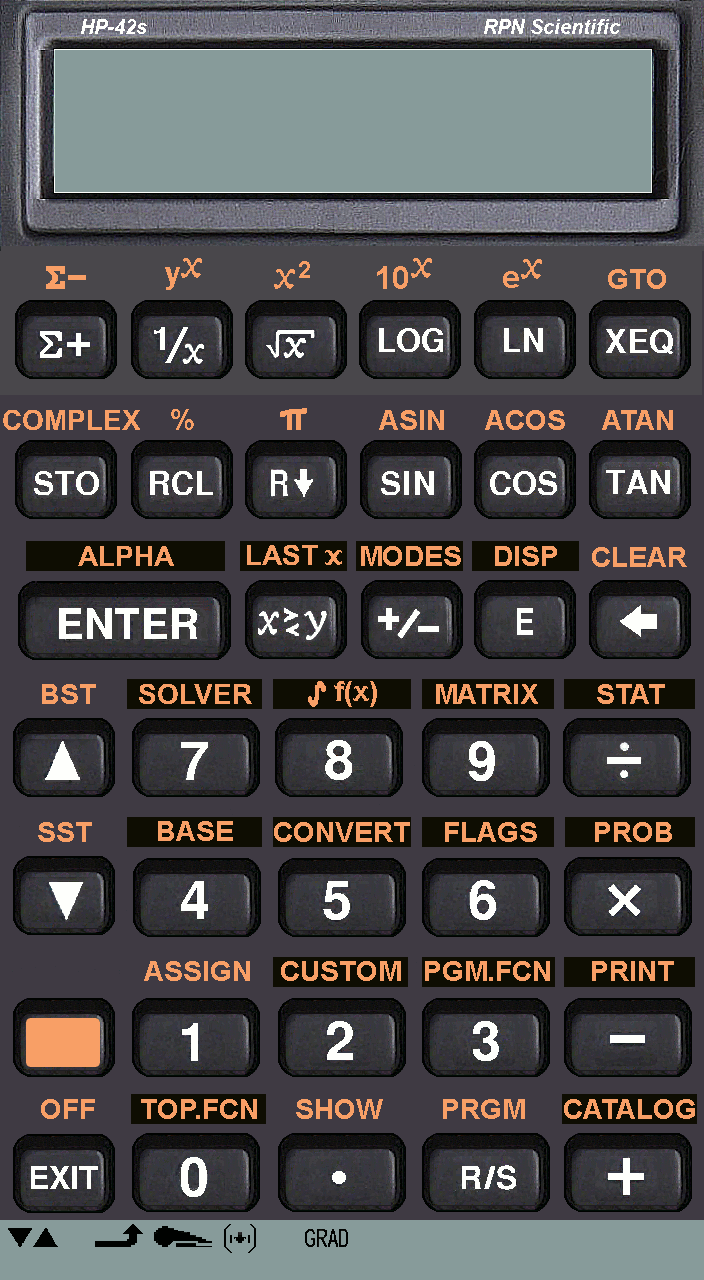 HP-42s RPN Scientific
Σ− yˣ x² 10ˣ eˣ GTO
Σ+ 1/x √x LOG LN XEQ
COMPLEX % π ASIN ACOS ATAN
STO RCL R↓ SIN COS TAN
ALPHA LAST x MODES DISP CLEAR
ENTER x≷y +/− E ←
BST SOLVER ∫ f(x) MATRIX STAT
▲ 7 8 9 ÷
SST BASE CONVERT FLAGS PROB
▼ 4 5 6 ×
ASSIGN CUSTOM PGM.FCN PRINT
1 2 3 −
OFF TOP.FCN SHOW PRGM CATALOG
EXIT 0 • R/S +
▼▲ (•) GRAD